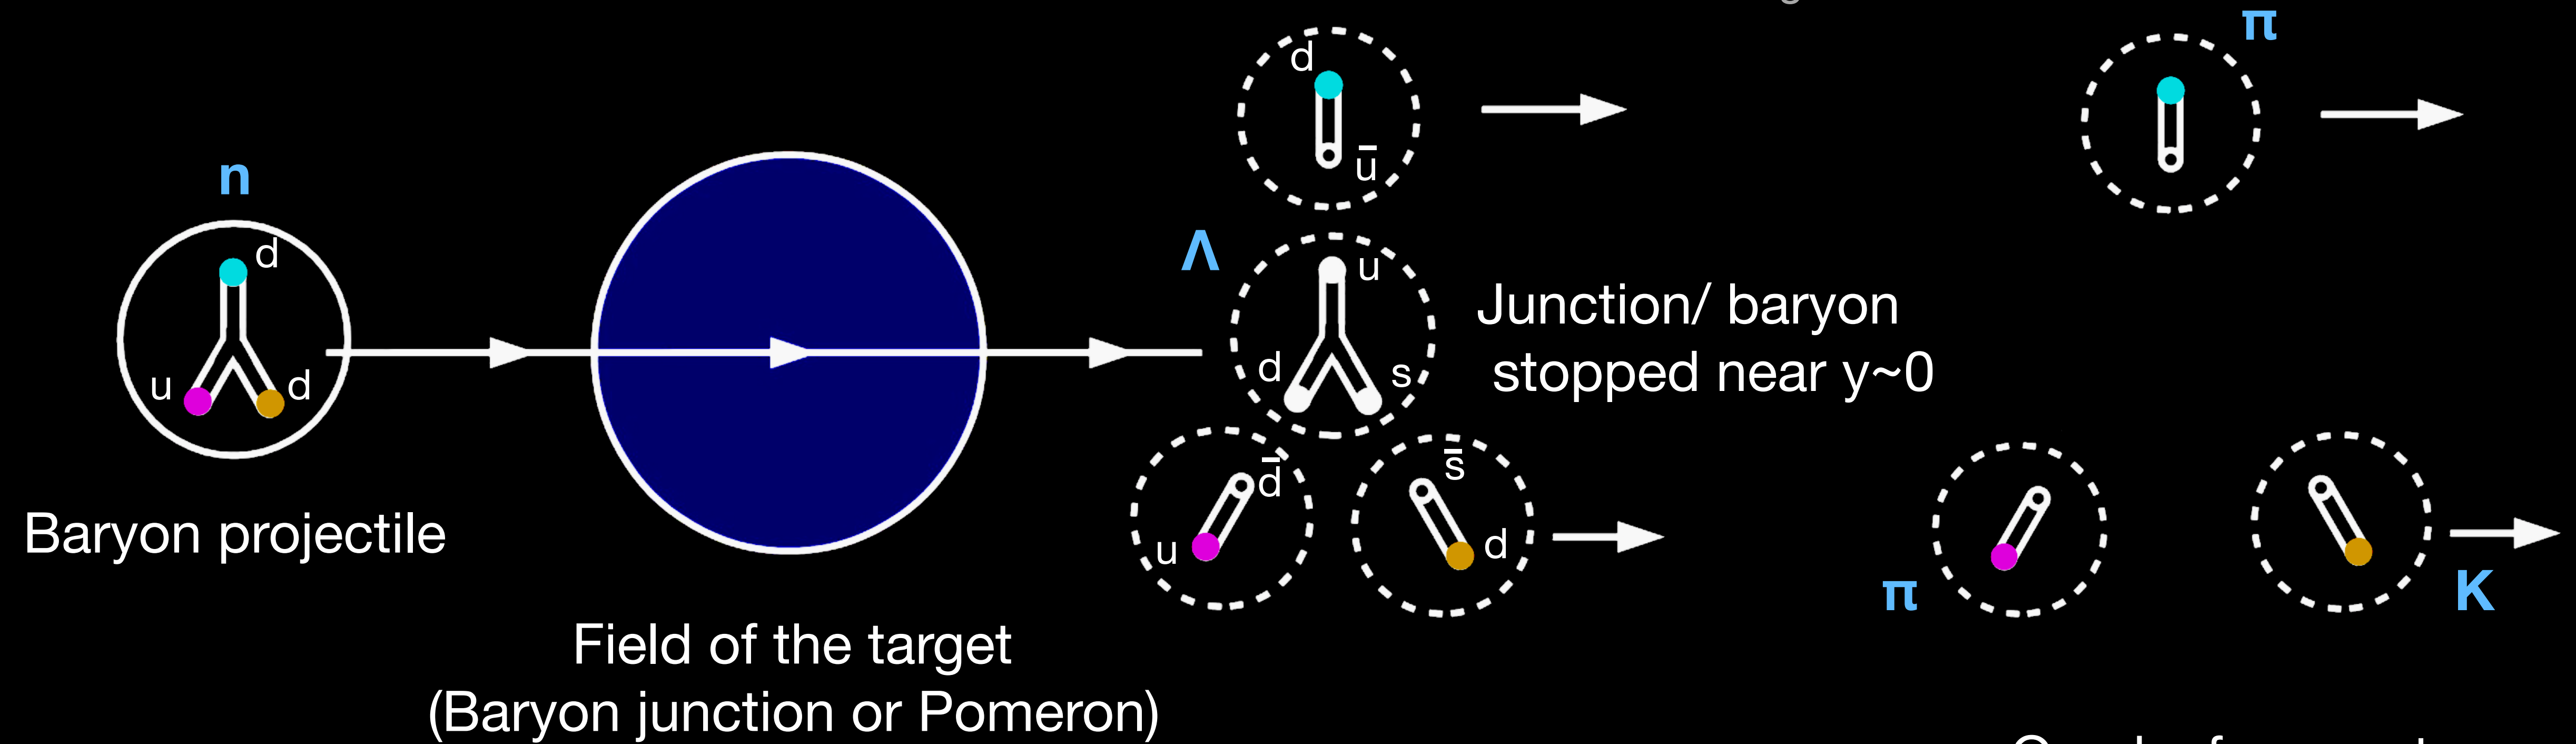 π
d
ū
n
d
u
d
Baryon projectile
Λ
u
d
s
Junction/ baryon
stopped near y~0
d̄
u
s̄
d
π
K
Field of the target
(Baryon junction or Pomeron)